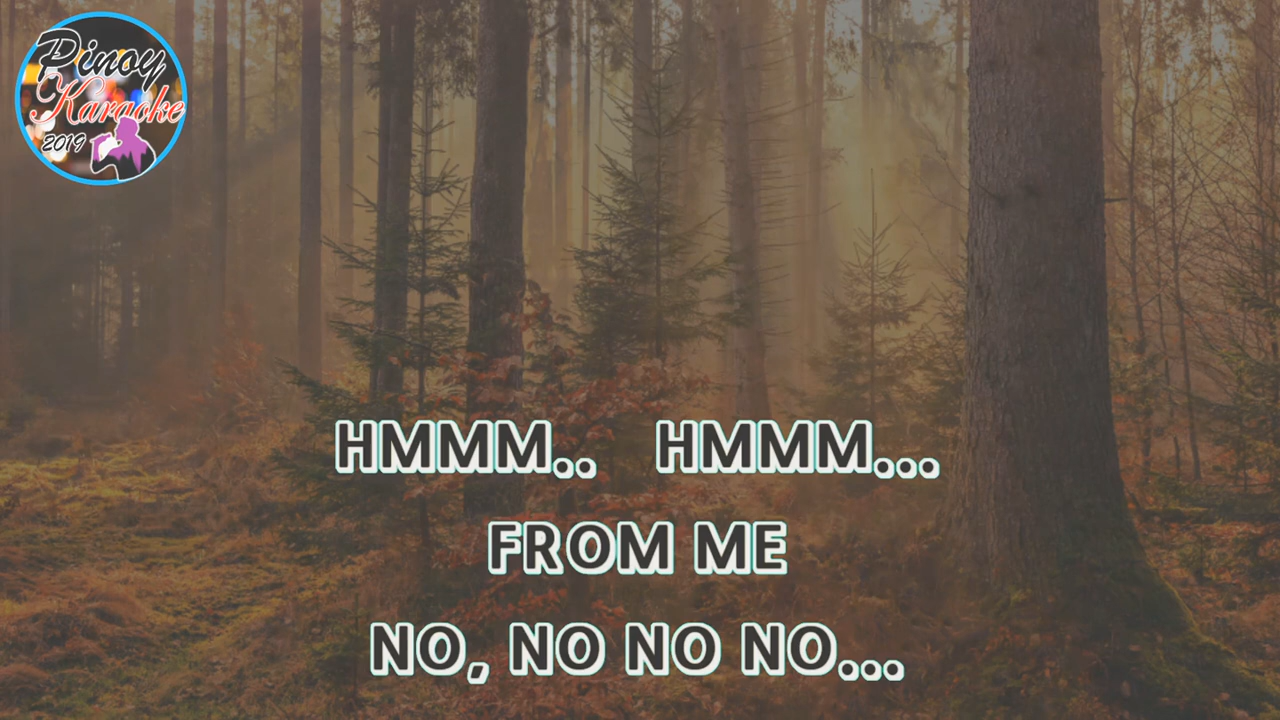 Pinoy
Karaoke
2019
HMMM.. HMMM...
FROM ME
NO, NO NO NO...